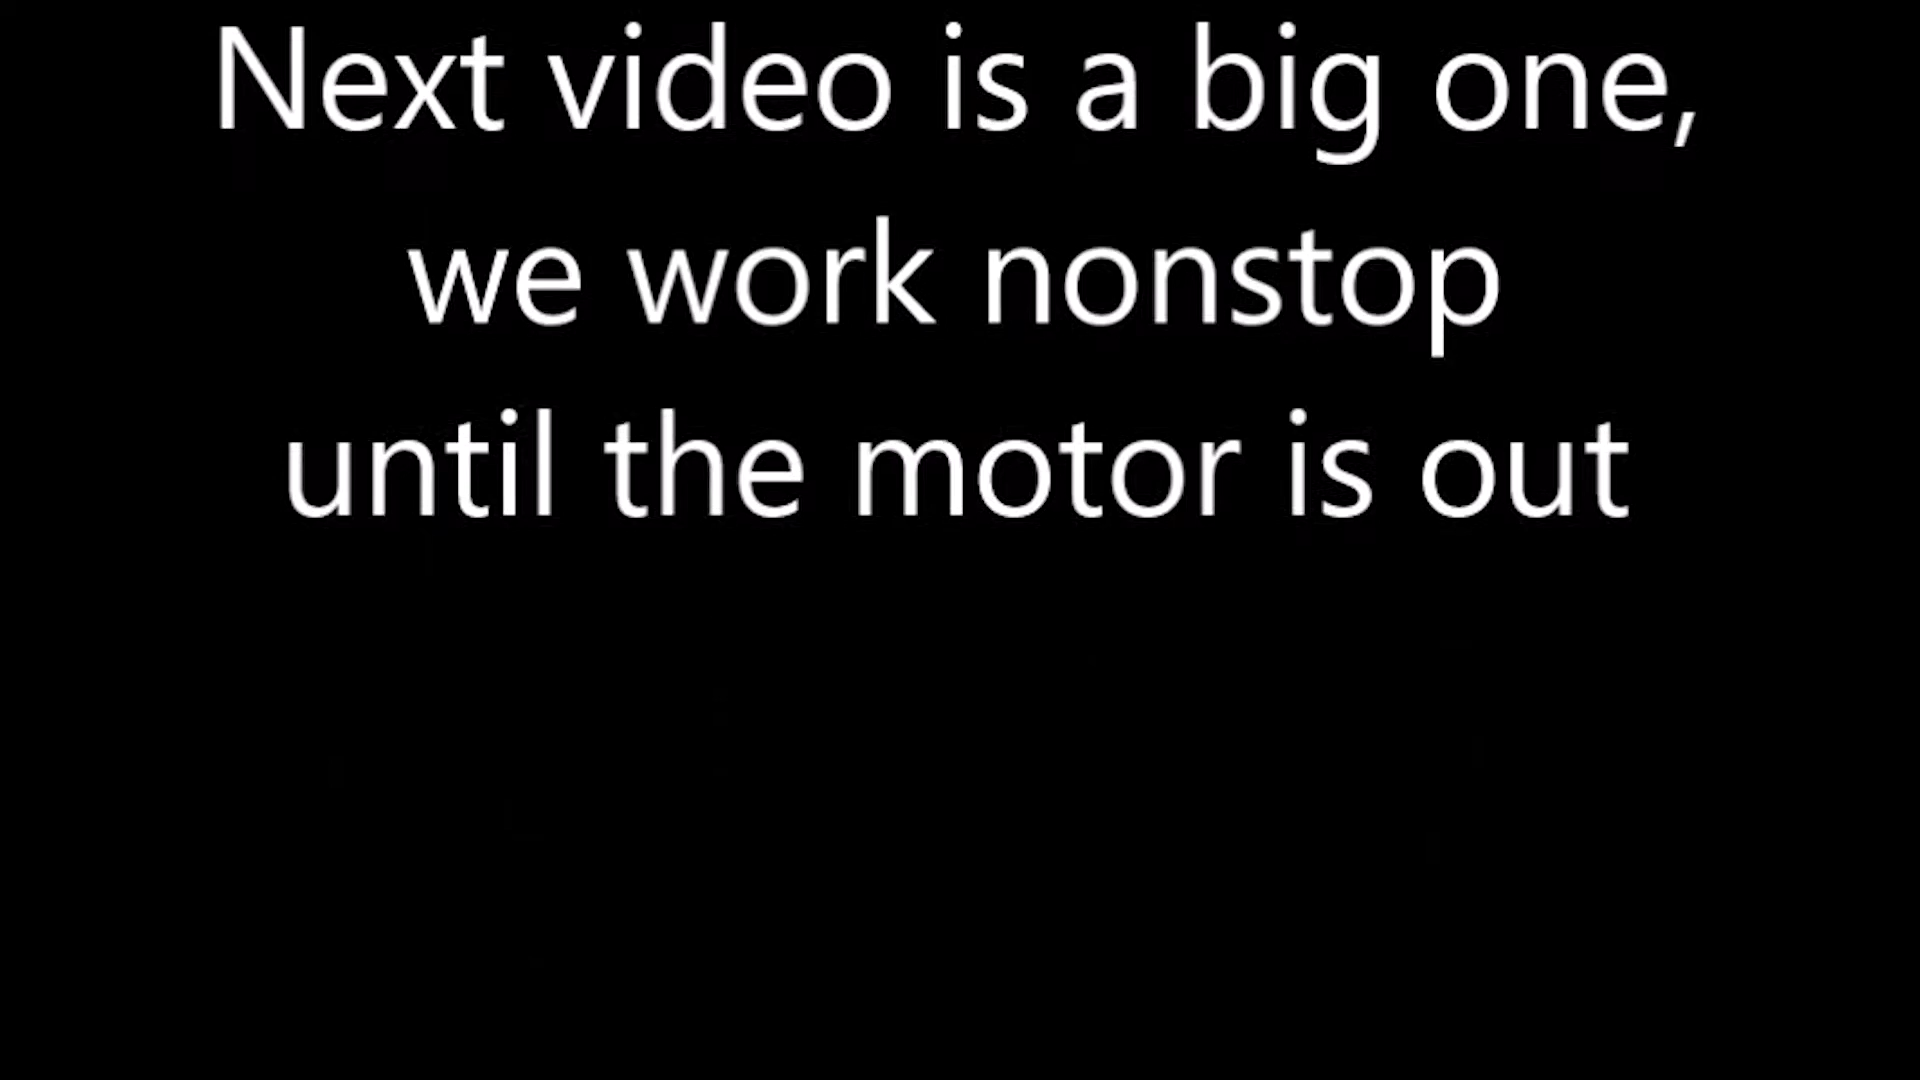 Next video is a big one,
we work nonstop
until the motor is out